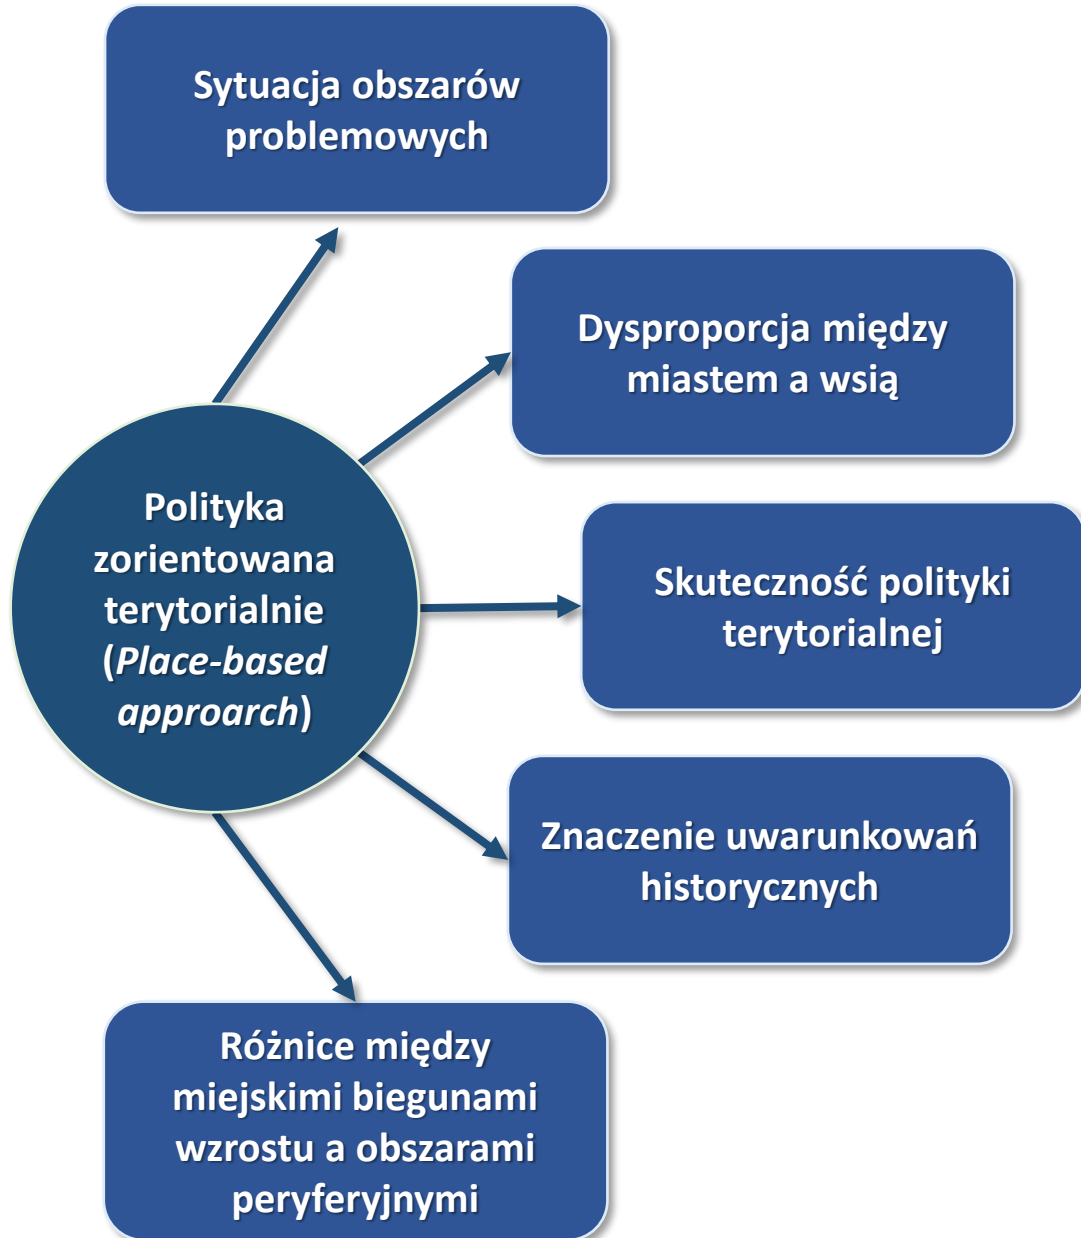 Sytuacja obszarów
problemowych
Dysproporcja między
miastem a wsią
Polityka
zorientowana
terytorialnie
(Place-based
approarch)
Skuteczność polityki
terytorialnej
Znaczenie uwarunkowań
historycznych
Różnice między
miejskimi biegunami
wzrostu a obszarami
peryferyjnymi